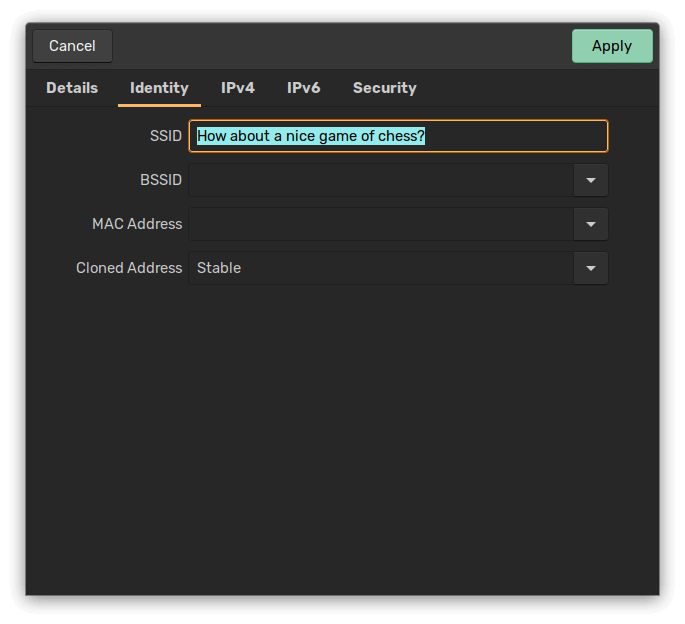 Cancel Apply
Details Identity IPv4 IPv6 Security
SSID How about a nice game of chess?
BSSID
MAC Address
Cloned Address Stable